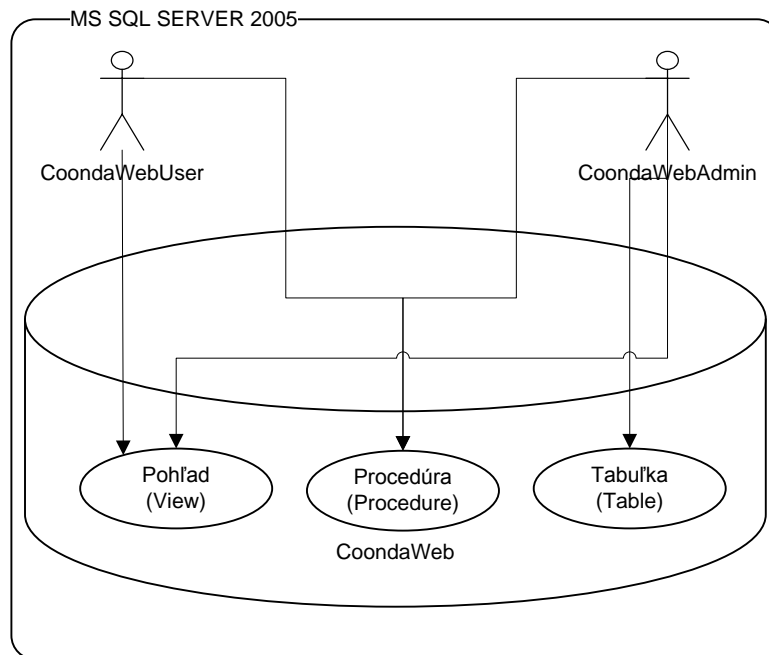 MS SQL SERVER 2005
CoondaWebUser
CoondaWebAdmin
Pohľad
(View)
Procedúra
(Procedure)
Tabuľka
(Table)
CoondaWeb